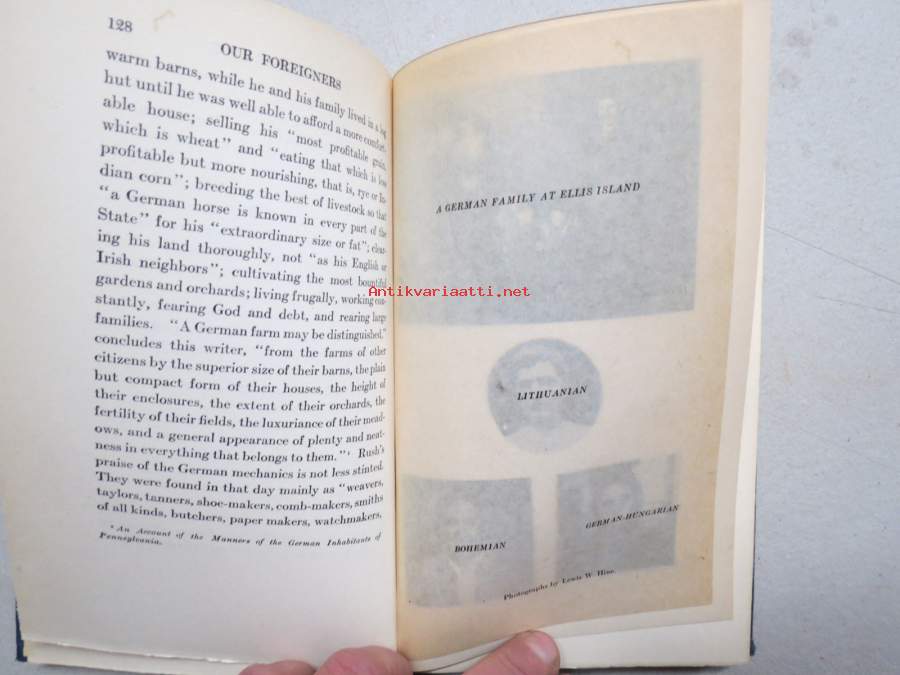 128
OUR FOREIGNERS
warm barns, while he and his family lived in a log
hut until he was well able to afford a more comfort-
able house; selling his "most profitable grain,
which is wheat" and "eating that which is less
profitable but more nourishing, that is, rye or In-
dian corn"; breeding the best of livestock so that
"a German horse is known in every part of the
State" for his "extraordinary size or fat"; clear-
ing his land thoroughly, not "as his English or
Irish neighbors"; cultivating the most bountiful
gardens and orchards; living frugally, working con-
stantly, fearing God and debt, and rearing large
families. "A German farm may be distinguished,"
concludes this writer, "from the farms of other
citizens by the superior size of their barns, the plain
but compact form of their houses, the height of
their enclosures, the extent of their orchards, the
fertility of their fields, the luxuriance of their mead-
ows, and a general appearance of plenty and neat-
ness in everything that belongs to them." ¹ Rush's
praise of the German mechanics is not less stinted.
They were found in that day mainly as "weavers,
taylors, tanners, shoe-makers, comb-makers, smiths
of all kinds, butchers, paper makers, watchmakers,
¹ An Account of the Manners of the German Inhabitants of
Pennsylvania.
A GERMAN FAMILY AT ELLIS ISLAND
Antikvariaatti.net
LITHUANIAN
BOHEMIAN
GERMAN-HUNGARIAN
Photographs by Lewis W. Hine.